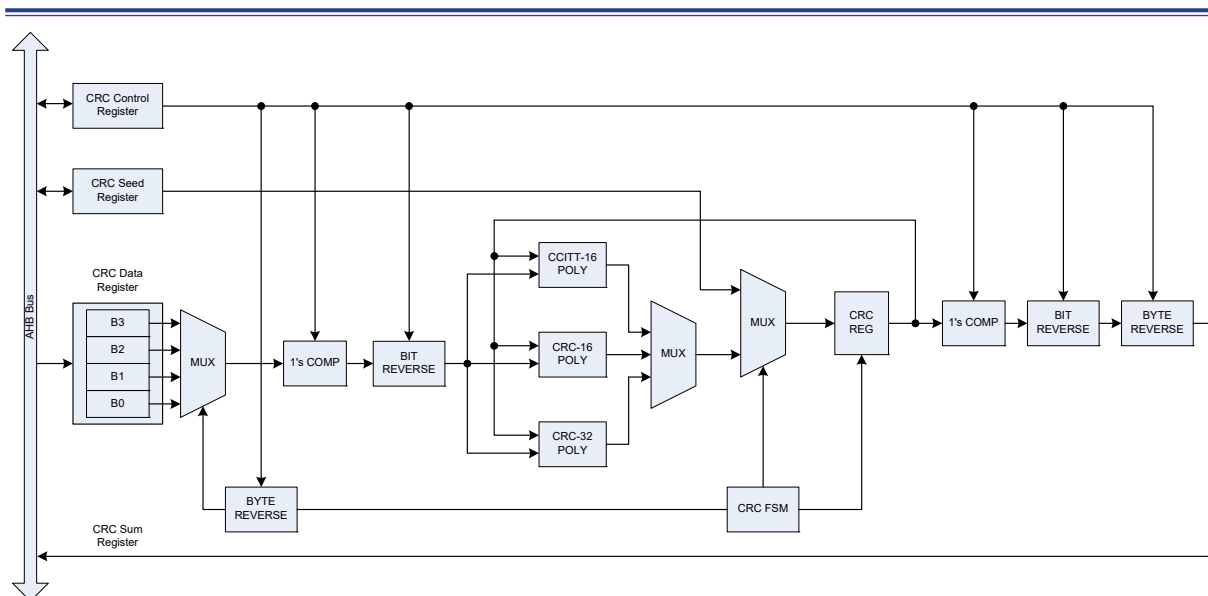 AHB Bus
CRC Control
Register
CRC Seed
Register
CRC Data
Register
B3
B2
B1
B0
MUX
1's COMP
BIT
REVERSE
CCITT-16
POLY
CRC-16
POLY
CRC-32
POLY
MUX
MUX
CRC
REG
1's COMP
BIT
REVERSE
BYTE
REVERSE
BYTE
REVERSE
CRC FSM
CRC Sum
Register